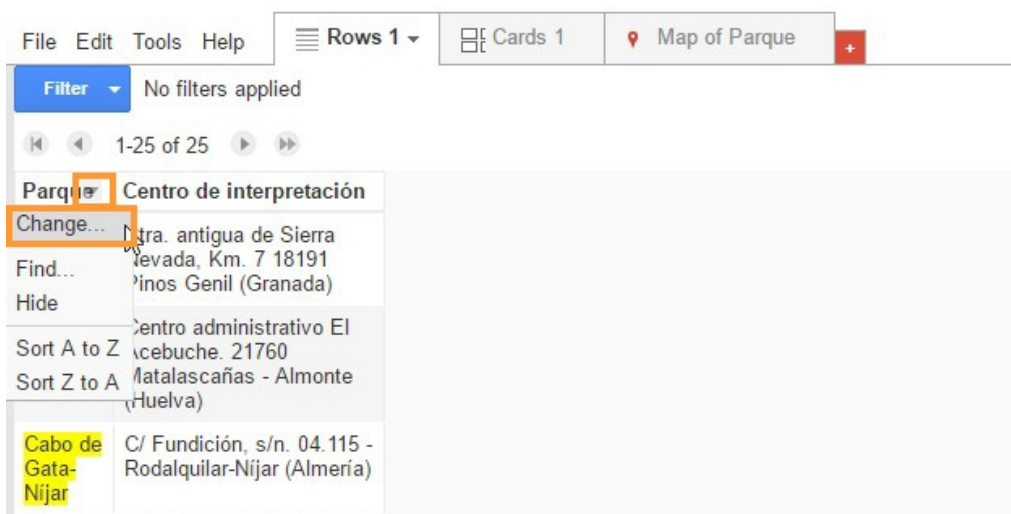 File Edit Tools Help Rows 1 Cards 1 Map of Parque +
Filter No filters applied
1-25 of 25
Parque Centro de interpretación
Change...
Find...
Hide
Sort A to Z
Sort Z to A
antigua de Sierra
Nevada, Km. 7 18191
Pinos Genil (Granada)
Centro administrativo El
Acebuche. 21760
Matalascañas - Almonte
(Huelva)
Cabo de
Gata-
Níjar
C/ Fundición, s/n. 04.115 -
Rodalquilar-Níjar (Almería)